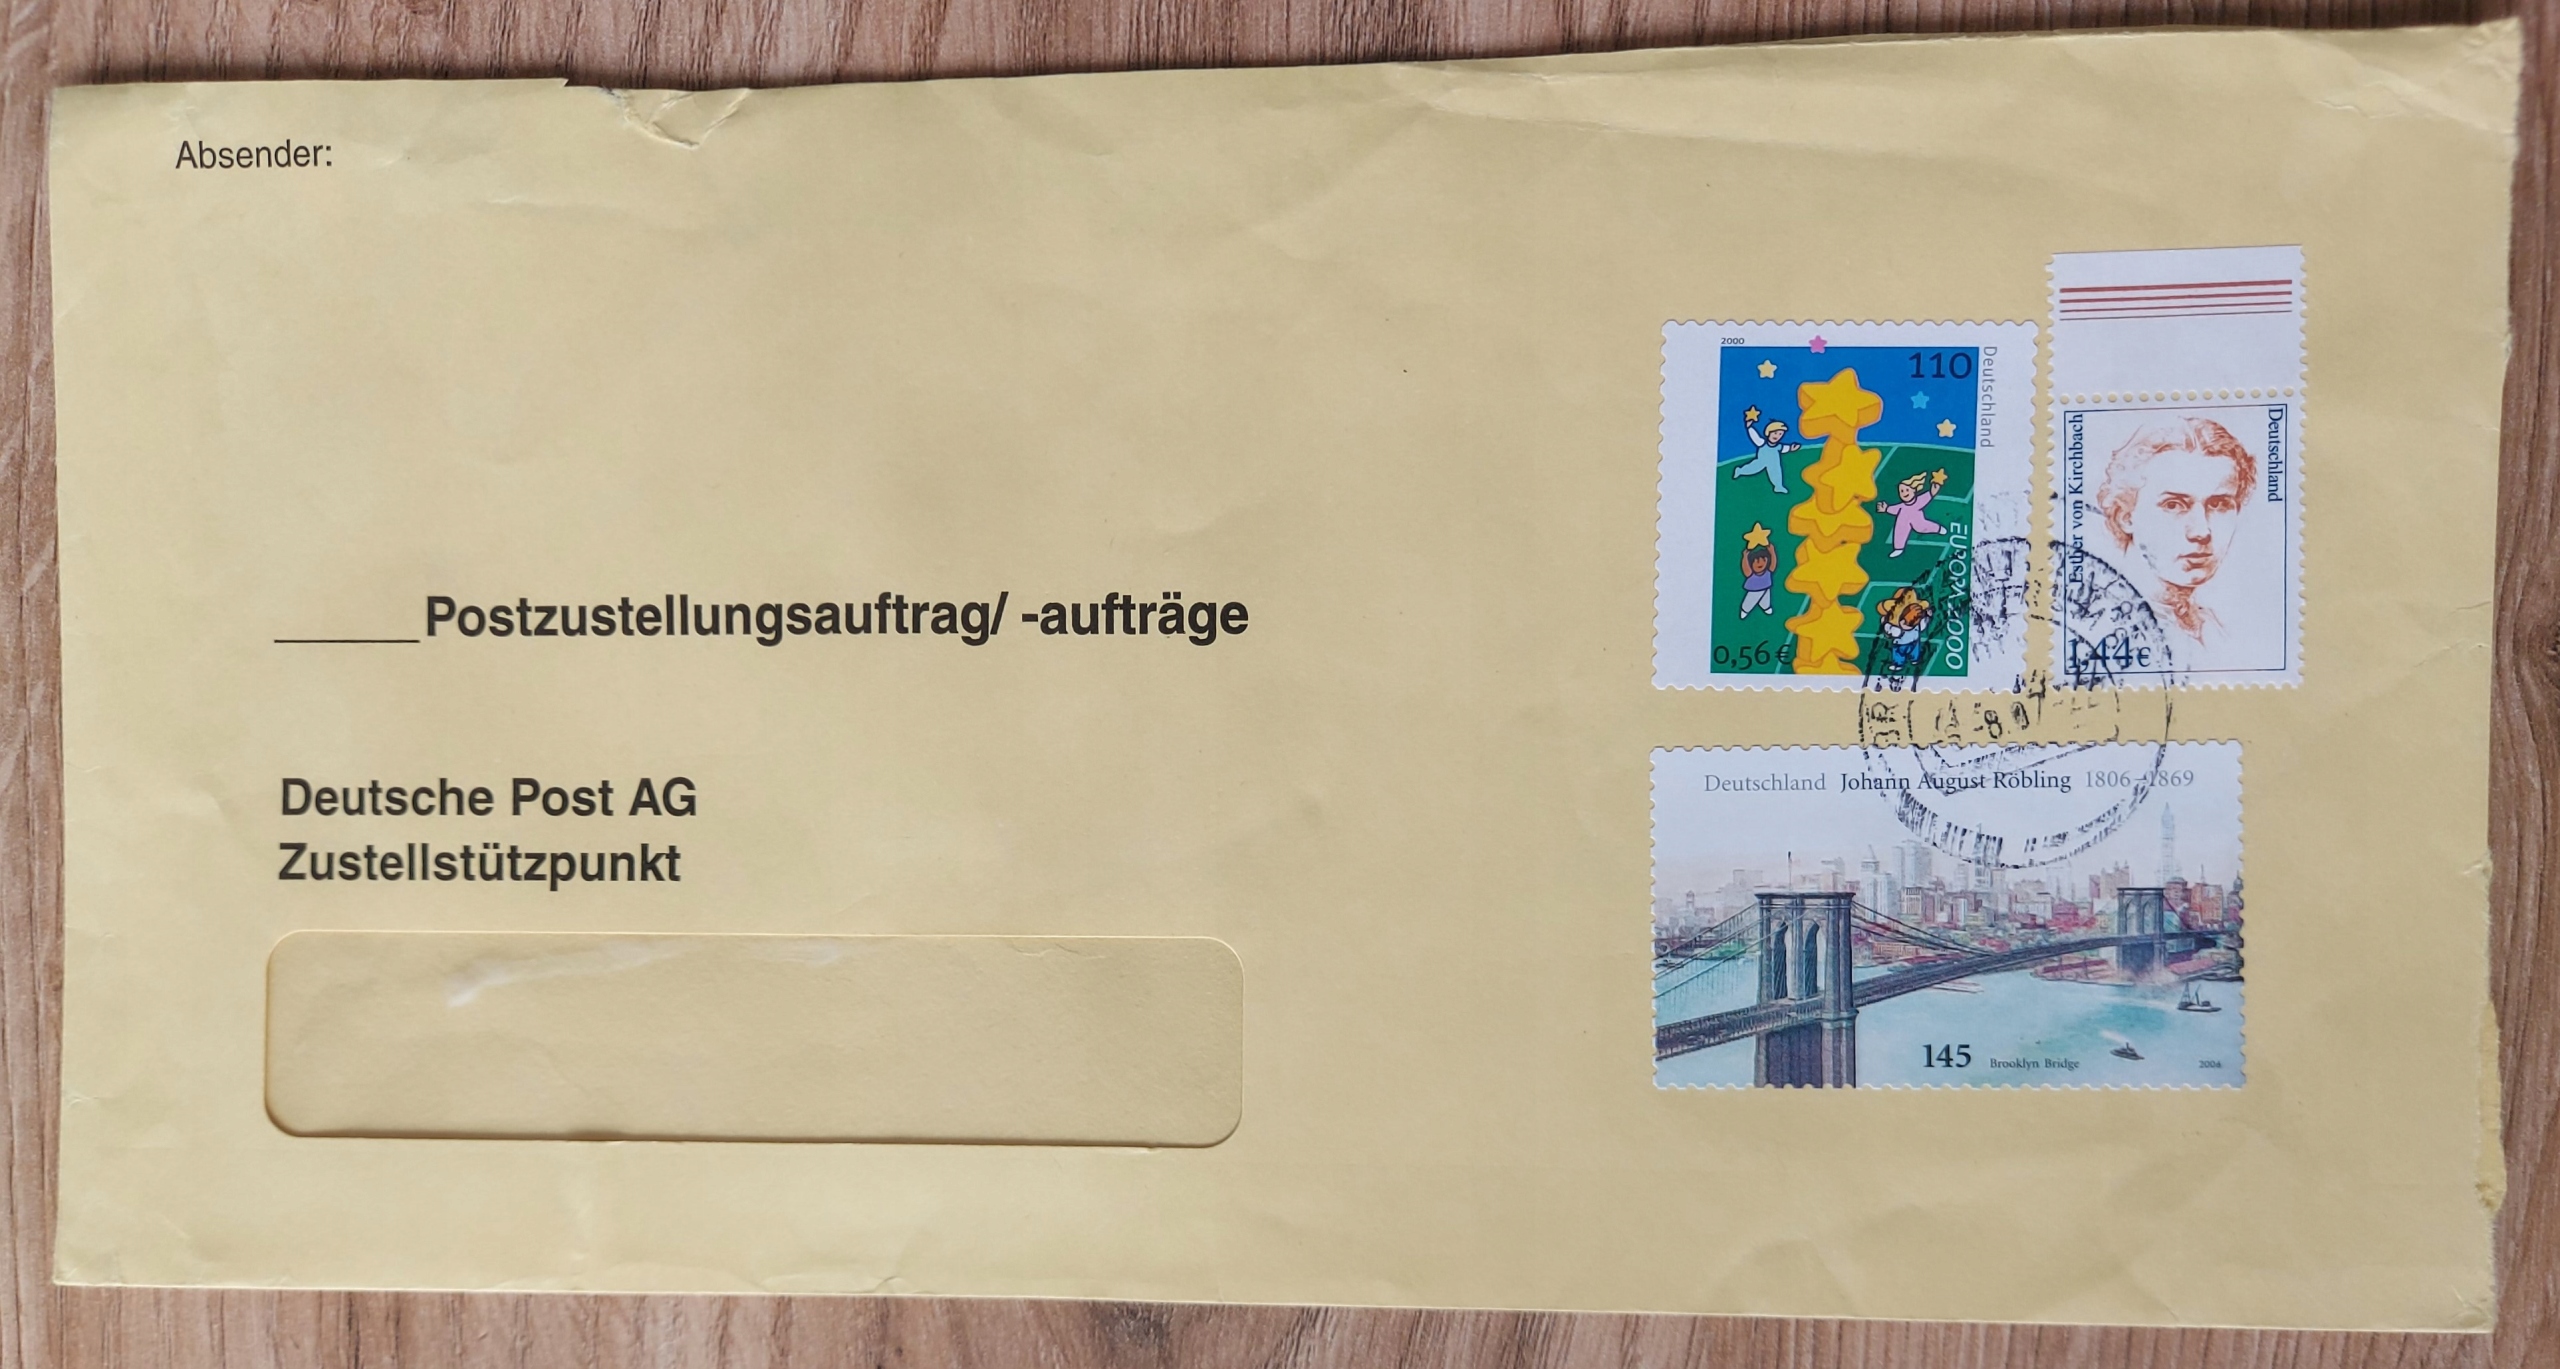 Absender:
_____Postzustellungsauftrag/ -aufträge
Deutsche Post AG
Zustellstützpunkt
2000
110
Deutschland
EUROPA 2000
0,56 €
Deutschland
Esther von Kirchbach
1,44 €
Deutschland Johann August Röbling 1806–1869
145 Brooklyn Bridge 2006